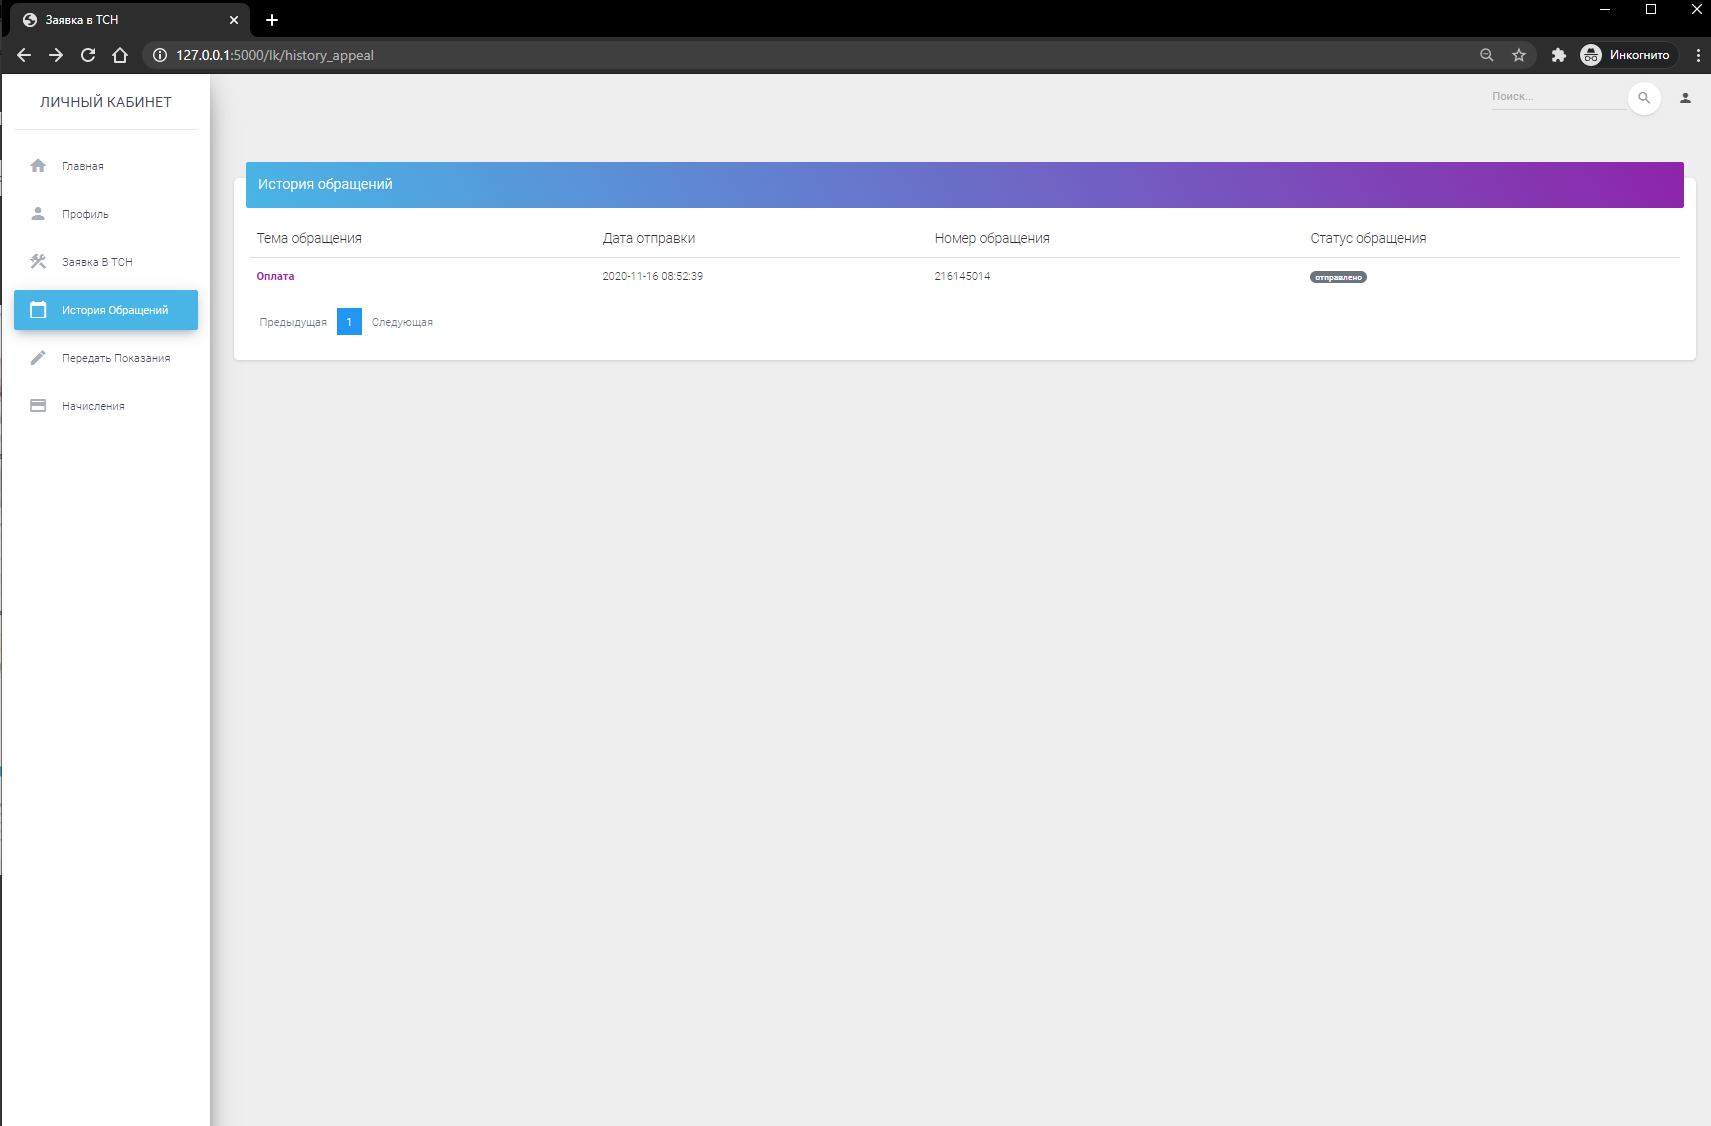 Заявка в ТСН
127.0.0.1:5000/lk/history_appeal
Инкогнито
ЛИЧНЫЙ КАБИНЕТ
Поиск...
Главная
Профиль
Заявка В ТСН
История Обращений
Передать Показания
Начисления
История обращений
Тема обращения Дата отправки Номер обращения Статус обращения
Оплата 2020-11-16 08:52:39 216145014 отправлено
Предыдущая 1 Следующая